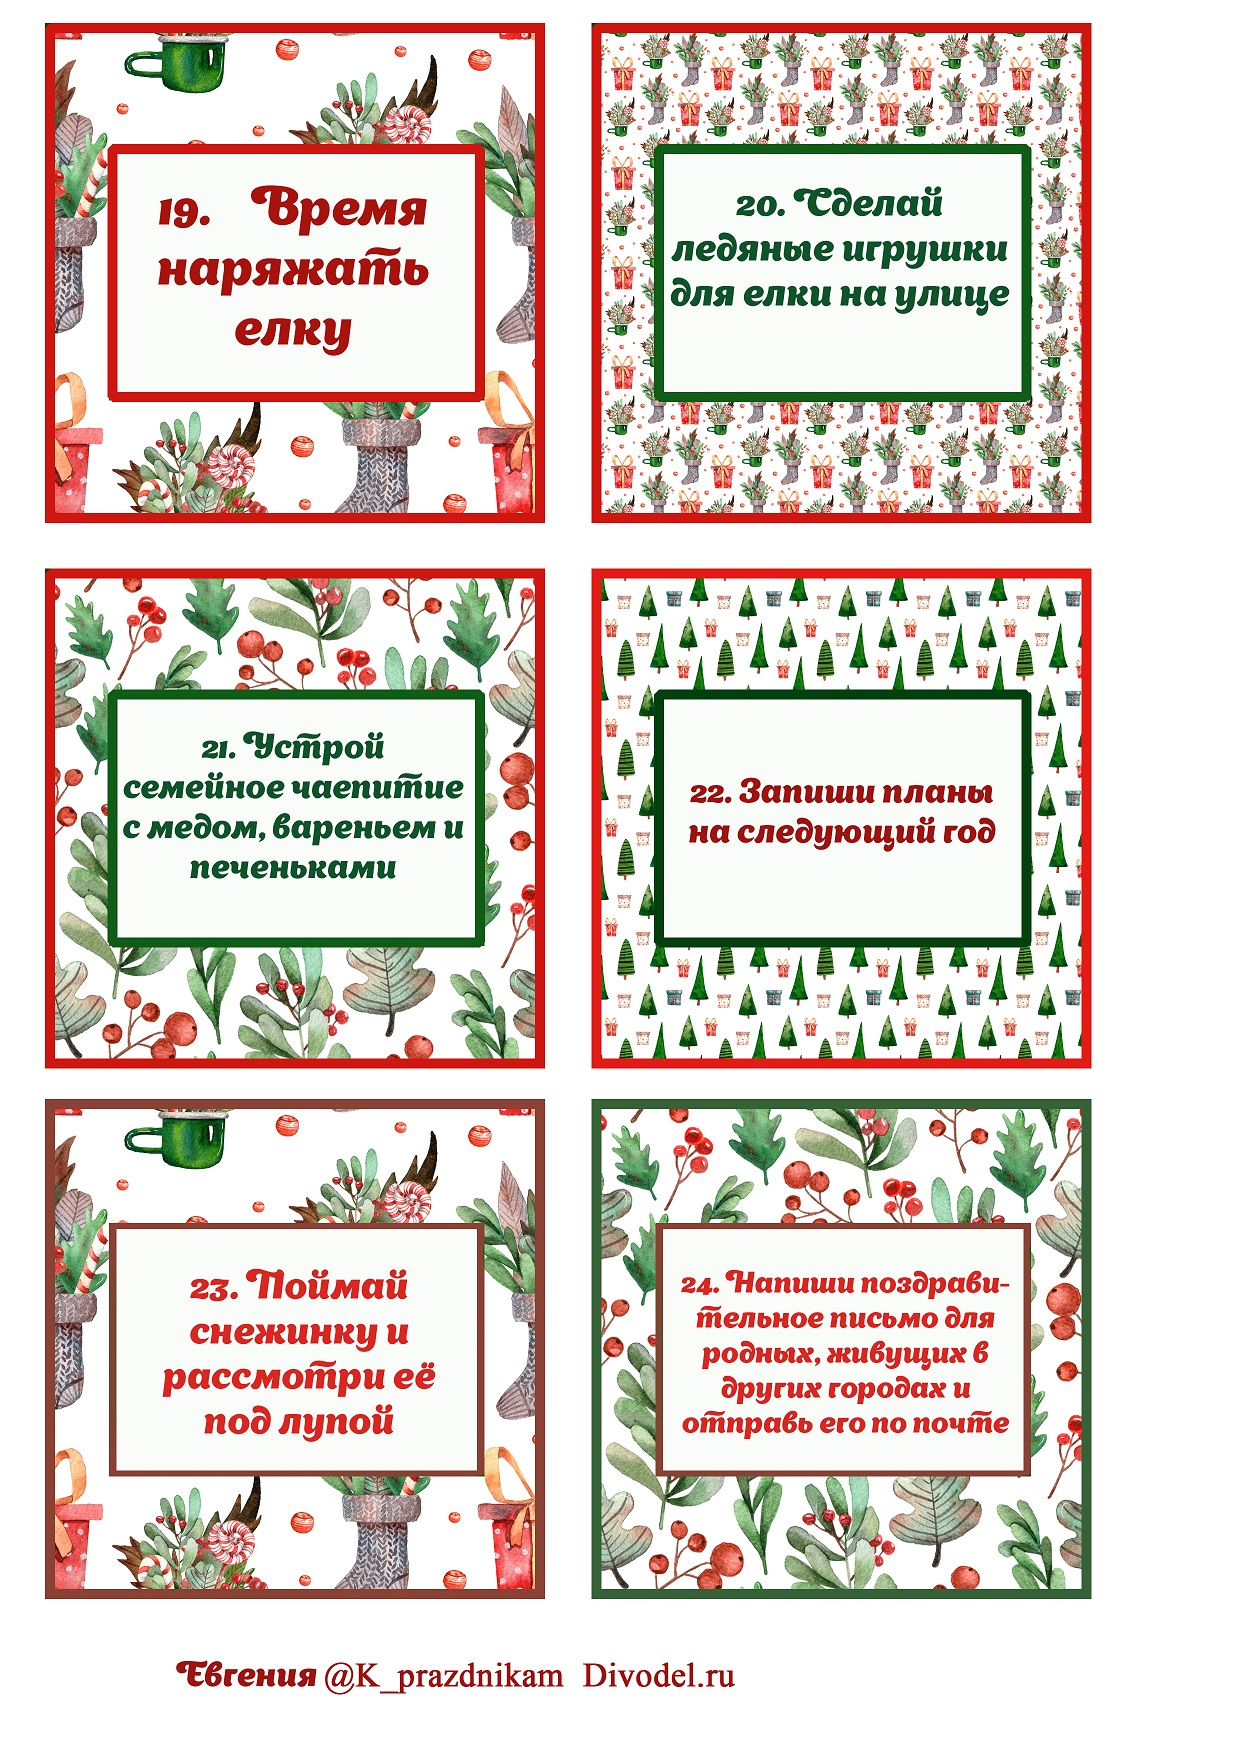 19. Время
наряжать
елку
20. Сделай
ледяные игрушки
для елки на улице
21. Устрой
семейное чаепитие
с медом, вареньем и
печеньками
22. Запиши планы
на следующий год
23. Поймай
снежинку и
рассмотри её
под лупой
24. Напиши поздрави-
тельное письмо для
родных, живущих в
других городах и
отправь его по почте
Евгения @K_prazdnikam Divodel.ru